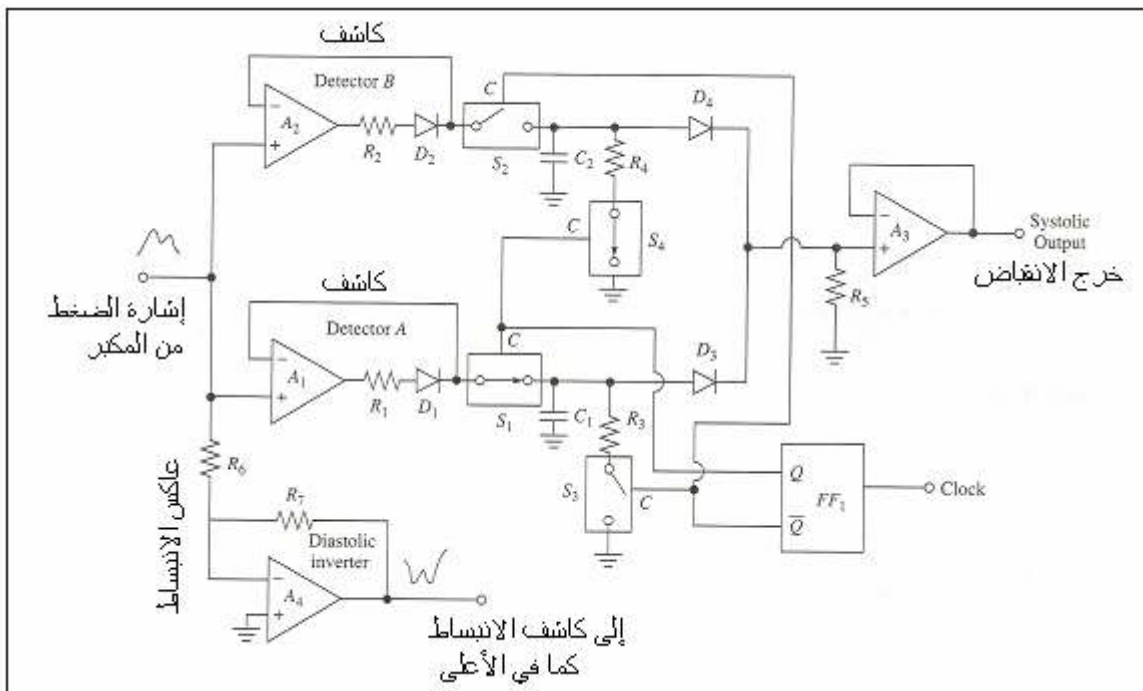 كاشف
Detector B
C
D4
A2
R2
D2
S2
C2
R4
C
S4
A3
Systolic
Output
خرج الانقباض
R5
كاشف
إشارة الضغط
من المكبر
Detector A
C
D3
A1
R1
D1
S1
C1
R3
R6
عاكس الانبساط
S3
C
Q
FF1
Q̅
Clock
R7
Diastolic
inverter
A4
إلى كاشف الانبساط
كما في الأعلى